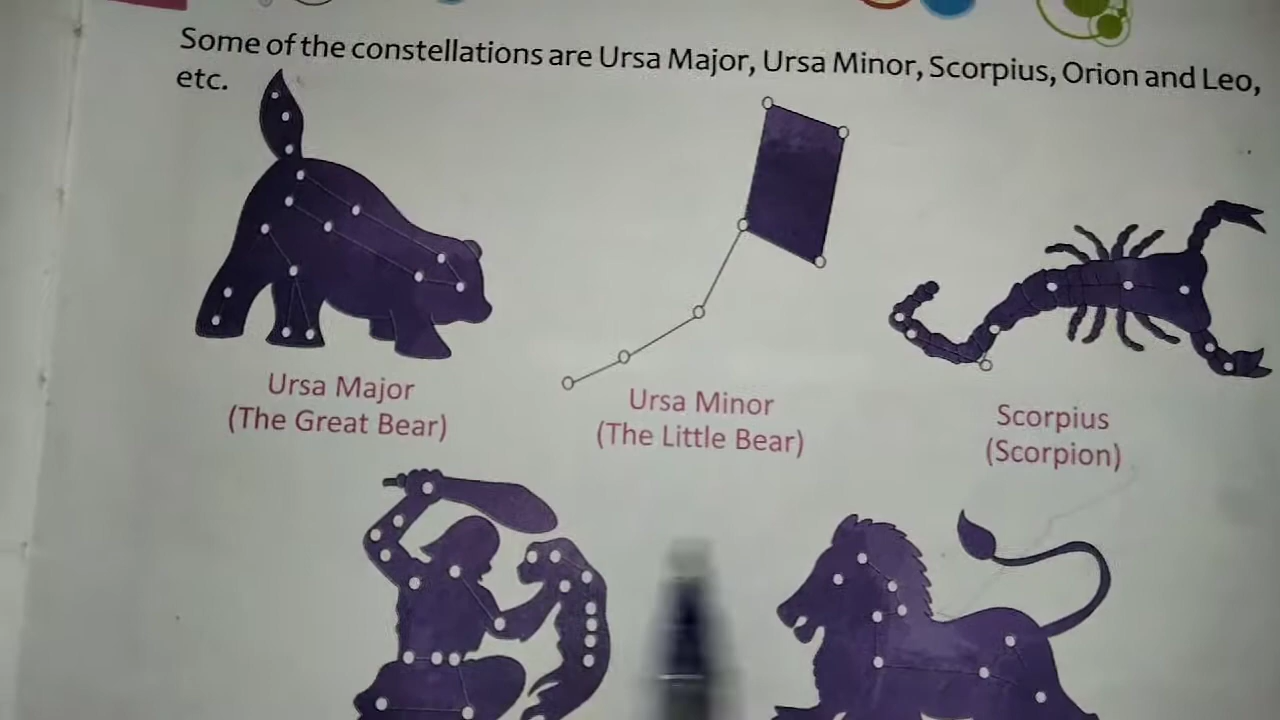 Some of the constellations are Ursa Major, Ursa Minor, Scorpius, Orion and Leo,
etc.
Ursa Major
(The Great Bear)
Ursa Minor
(The Little Bear)
Scorpius
(Scorpion)